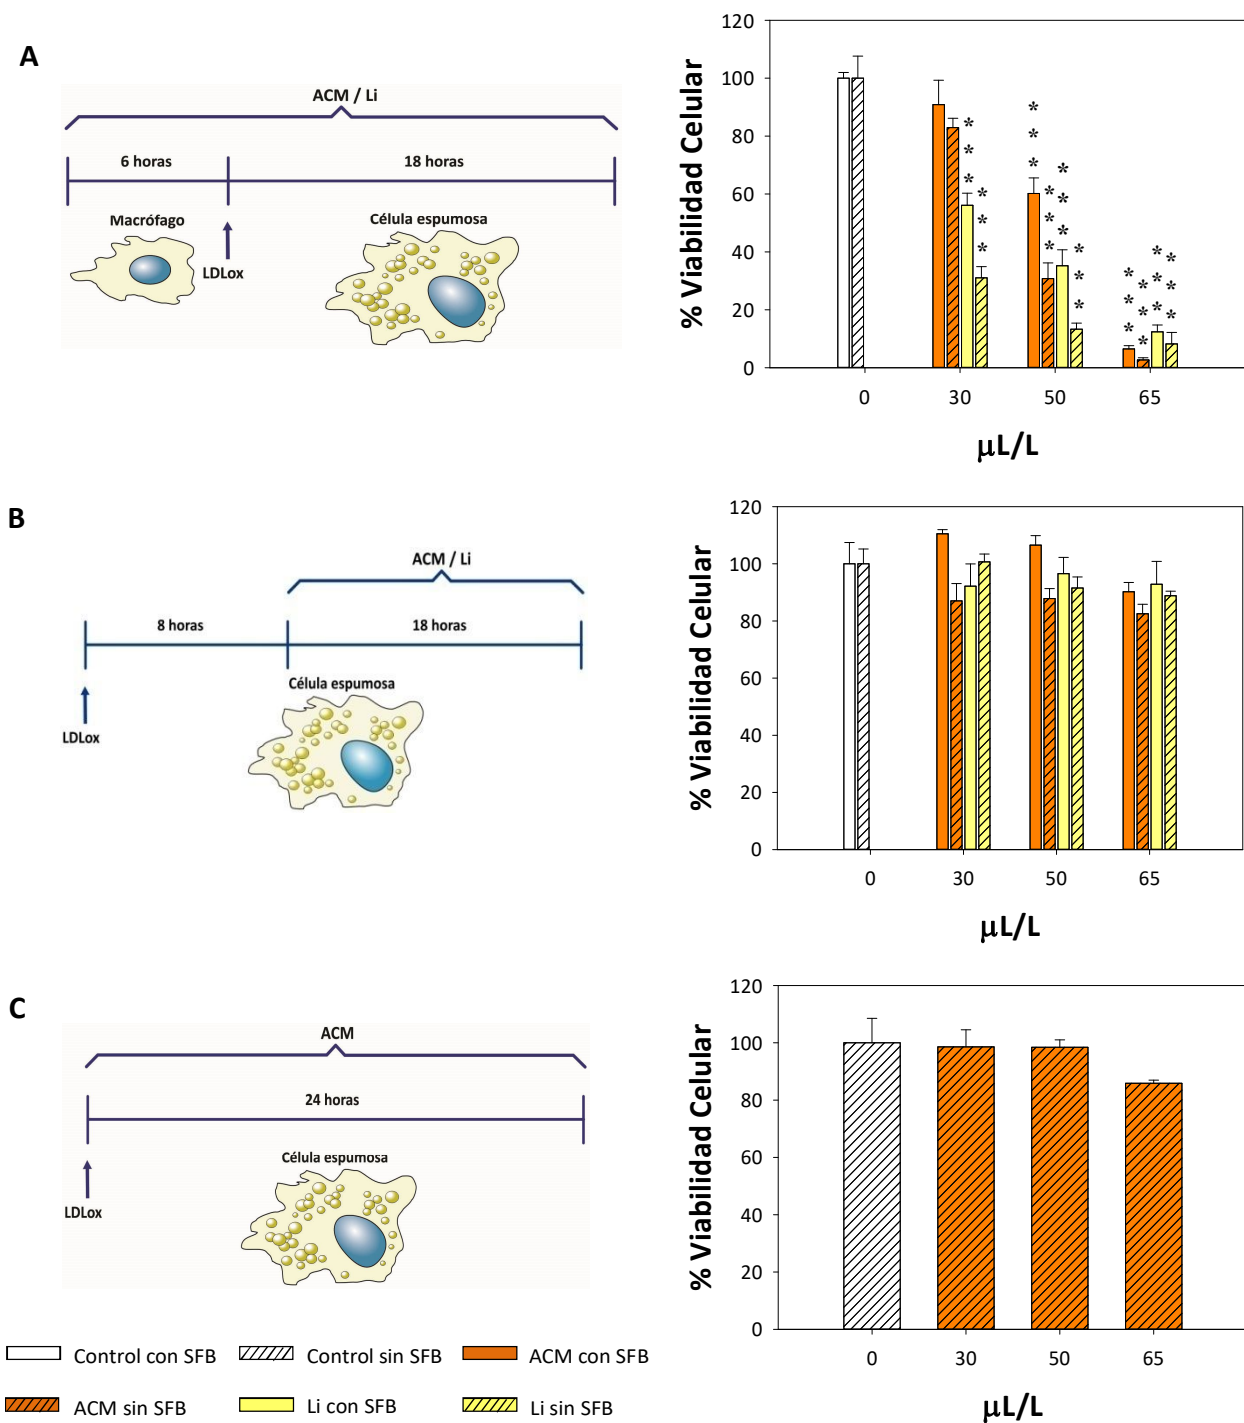 A
ACM / Li
6 horas
18 horas
Macrófago
Célula espumosa
LDLox
% Viabilidad Celular
120
100
80
60
40
20
0
* * *
* * *
* * *
* * *
* * *
* * *
* * *
* * *
* * *
* * *
0 30 50 65
µL/L
B
ACM / Li
8 horas
18 horas
Célula espumosa
LDLox
% Viabilidad Celular
120
100
80
60
40
20
0
0 30 50 65
µL/L
C
ACM
24 horas
Célula espumosa
LDLox
% Viabilidad Celular
120
100
80
60
40
20
0
0 30 50 65
µL/L
Control con SFB Control sin SFB ACM con SFB
ACM sin SFB Li con SFB Li sin SFB